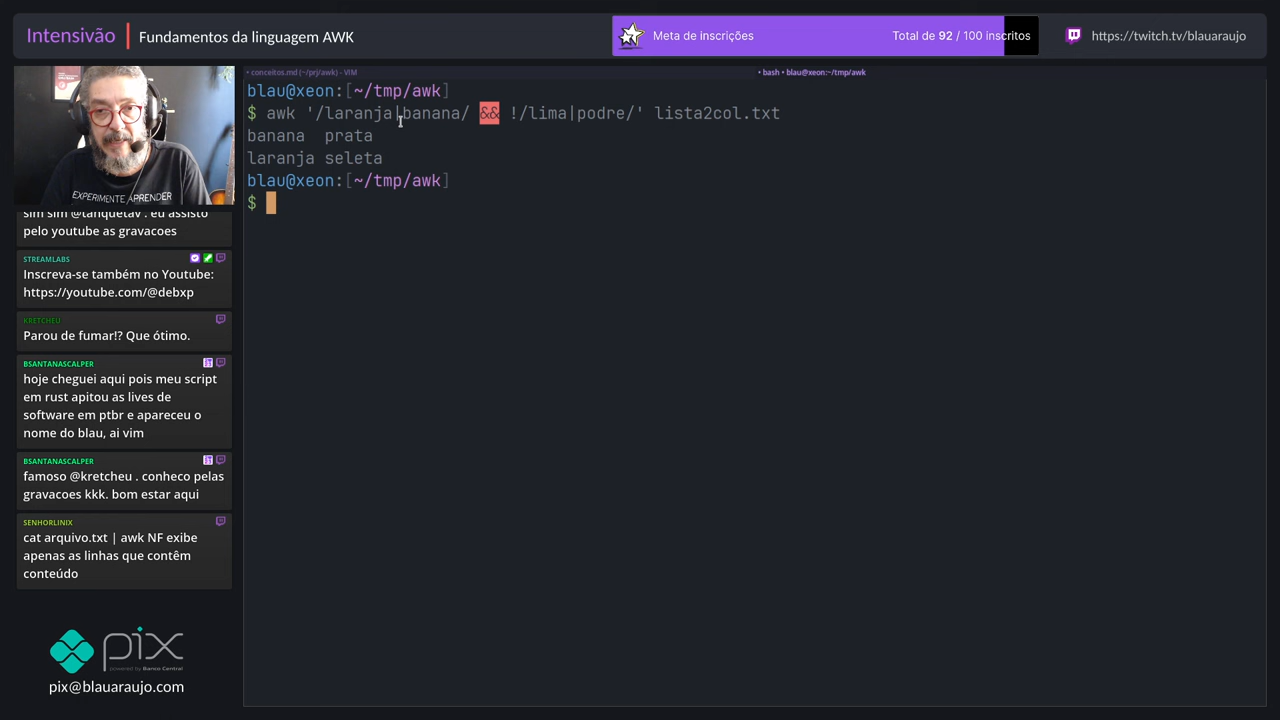 Intensivão
Fundamentos da linguagem AWK
Meta de inscrições
Total de 92 / 100 inscritos
https://twitch.tv/blauaraujo
EXPERIMENTE APRENDER
sim sim @tanquetav . eu assisto
pelo youtube as gravacoes
STREAMLABS
Inscreva-se também no Youtube:
https://youtube.com/@debxp
KRETCHEU
Parou de fumar!? Que ótimo.
BSANTANASCALPER
hoje cheguei aqui pois meu script
em rust apitou as lives de
software em ptbr e apareceu o
nome do blau, ai vim
BSANTANASCALPER
famoso @kretcheu . conheco pelas
gravacoes kkk. bom estar aqui
SENHORLINIX
cat arquivo.txt | awk NF exibe
apenas as linhas que contêm
conteúdo
pix
powered by Banco Central
pix@blauaraujo.com
• conceitos.md (~/prj/awk) - VIM
• bash • blau@xeon:~/tmp/awk
blau@xeon:[~/tmp/awk]
$ awk '/laranja|banana/ && !/lima|podre/' lista2col.txt
banana  prata
laranja seleta
blau@xeon:[~/tmp/awk]
$